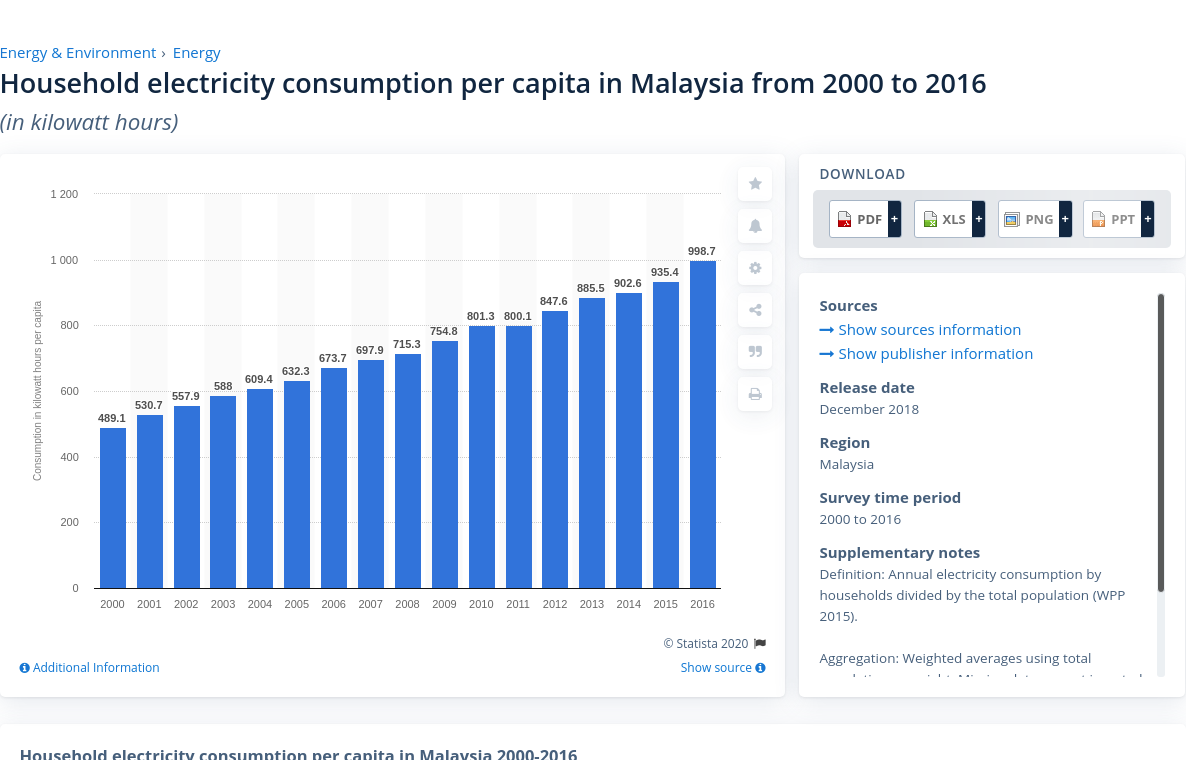 Energy & Environment › Energy
Household electricity consumption per capita in Malaysia from 2000 to 2016
(in kilowatt hours)
Consumption in kilowatt hours per capita
1 200
1 000
800
600
400
200
0
489.1
530.7
557.9
588
609.4
632.3
673.7
697.9
715.3
754.8
801.3
800.1
847.6
885.5
902.6
935.4
998.7
2000 2001 2002 2003 2004 2005 2006 2007 2008 2009 2010 2011 2012 2013 2014 2015 2016
© Statista 2020
Additional Information
Show source
DOWNLOAD
PDF + XLS + PNG + PPT +
Sources
Show sources information
Show publisher information
Release date
December 2018
Region
Malaysia
Survey time period
2000 to 2016
Supplementary notes
Definition: Annual electricity consumption by
households divided by the total population (WPP
2015).
Aggregation: Weighted averages using total
Household electricity consumption per capita in Malaysia 2000-2016